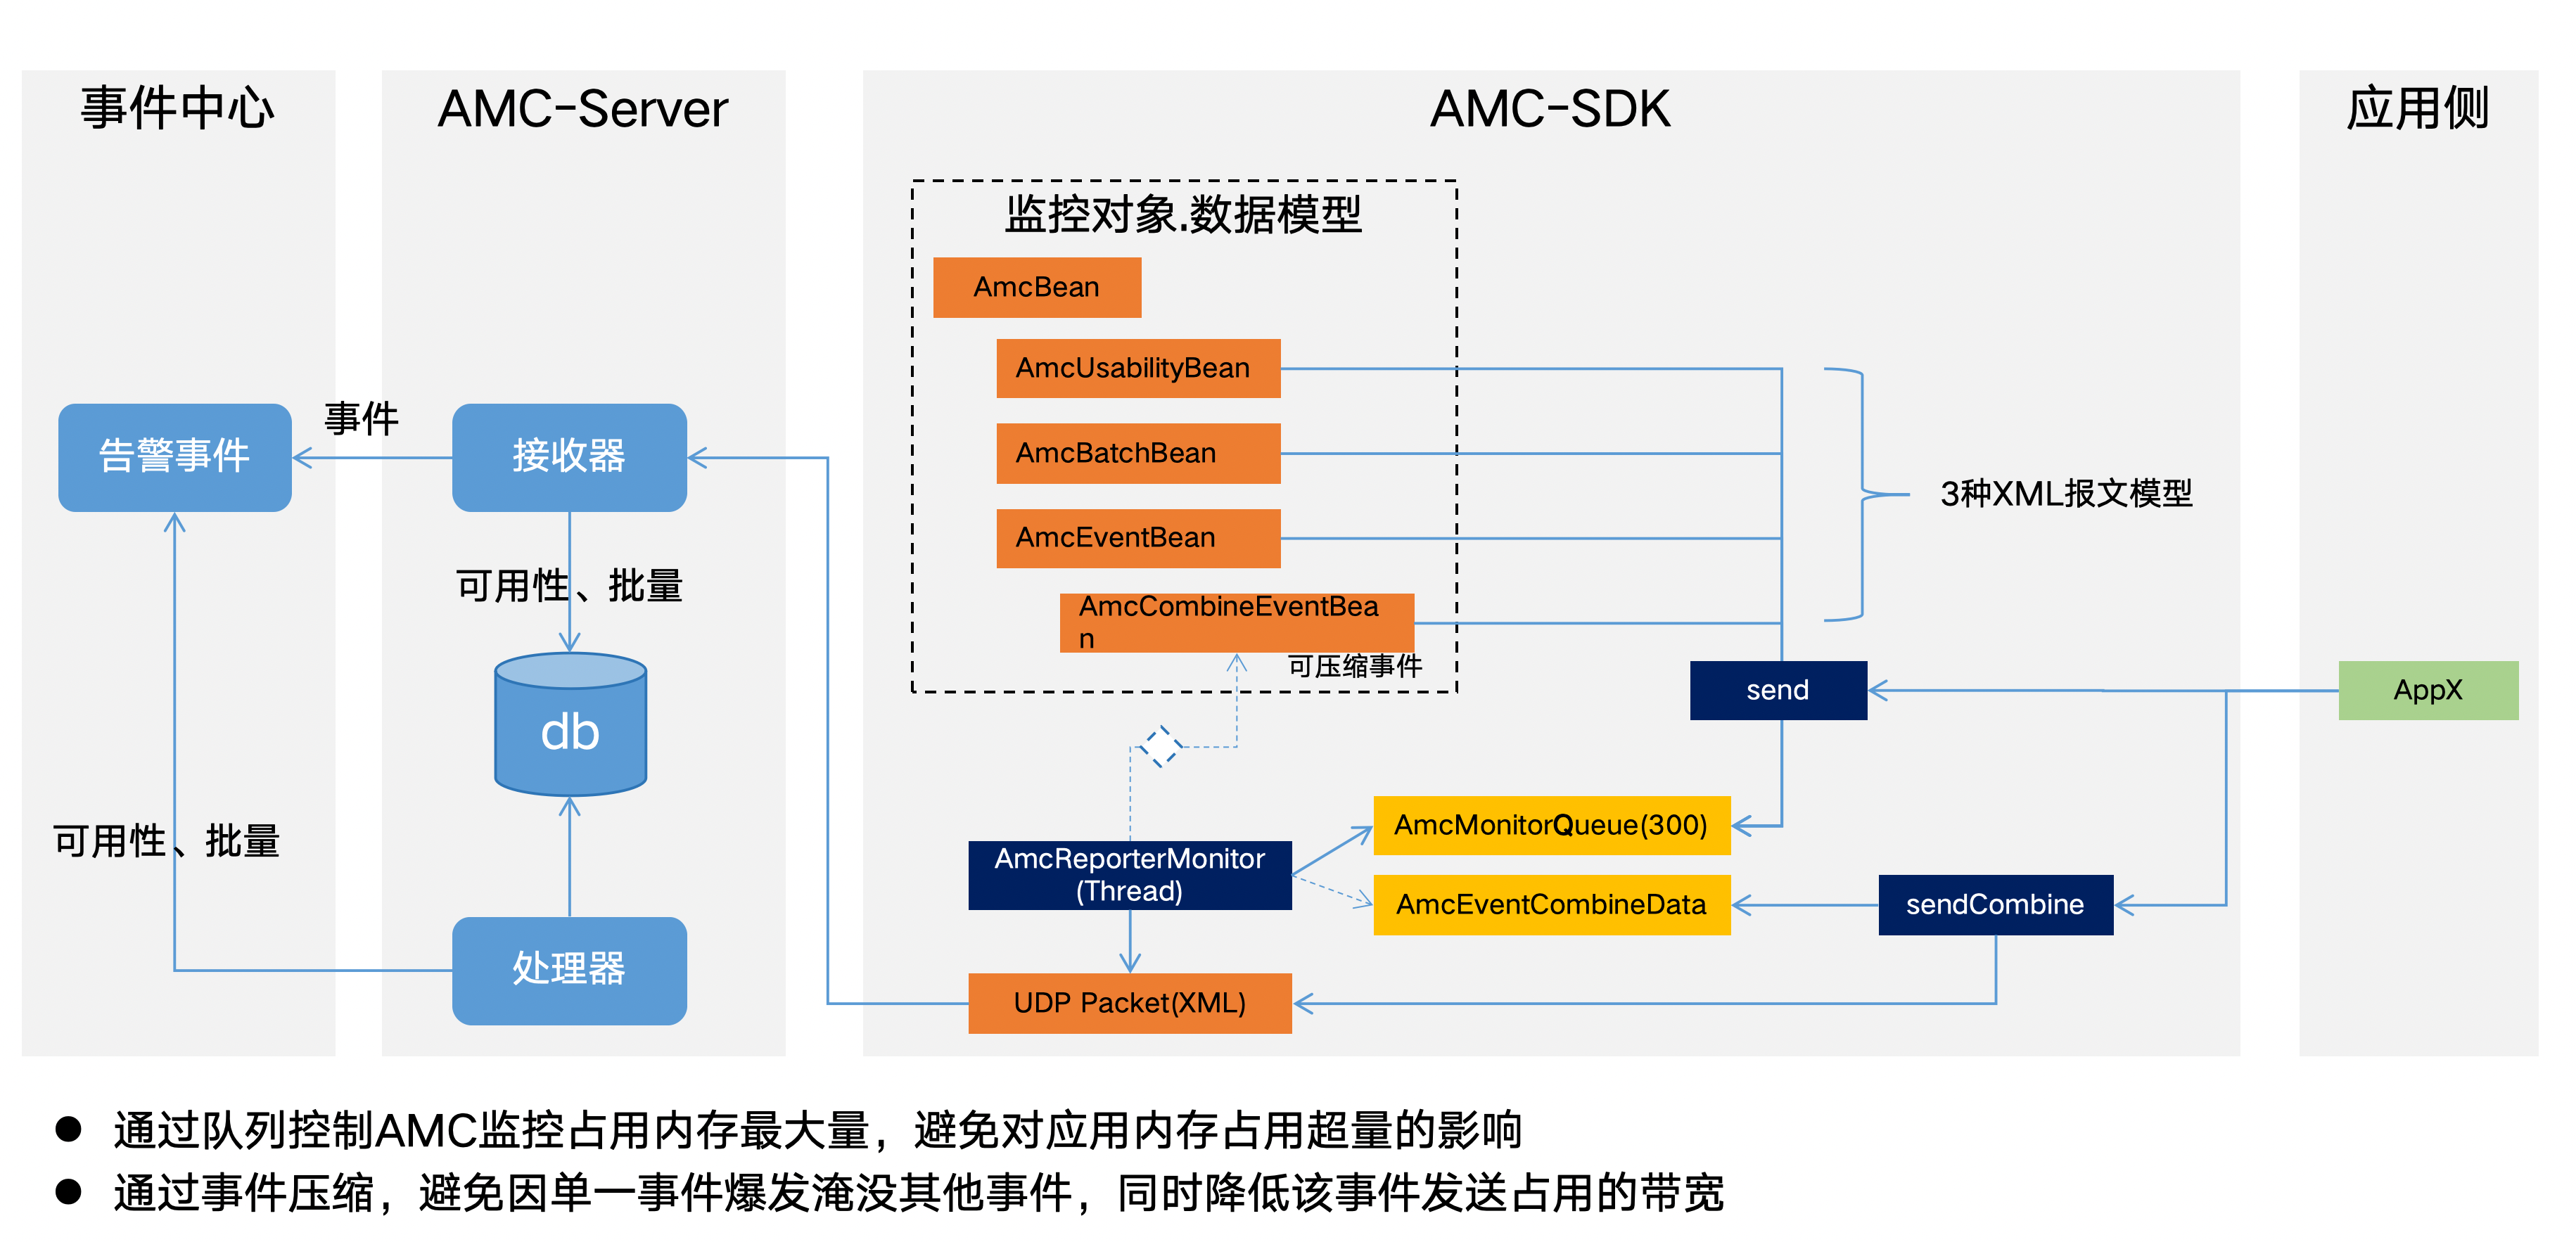 事件中心
AMC-Server
AMC-SDK
应用侧
监控对象.数据模型
AmcBean
AmcUsabilityBean
AmcBatchBean
AmcEventBean
AmcCombineEventBea
n
可压缩事件
3种XML报文模型
告警事件
事件
接收器
可用性、批量
db
可用性、批量
处理器
send
AppX
AmcMonitorQueue(300)
AmcReporterMonitor
(Thread)
AmcEventCombineData
sendCombine
UDP Packet(XML)
● 通过队列控制AMC监控占用内存最大量，避免对应用内存占用超量的影响
● 通过事件压缩，避免因单一事件爆发淹没其他事件，同时降低该事件发送占用的带宽